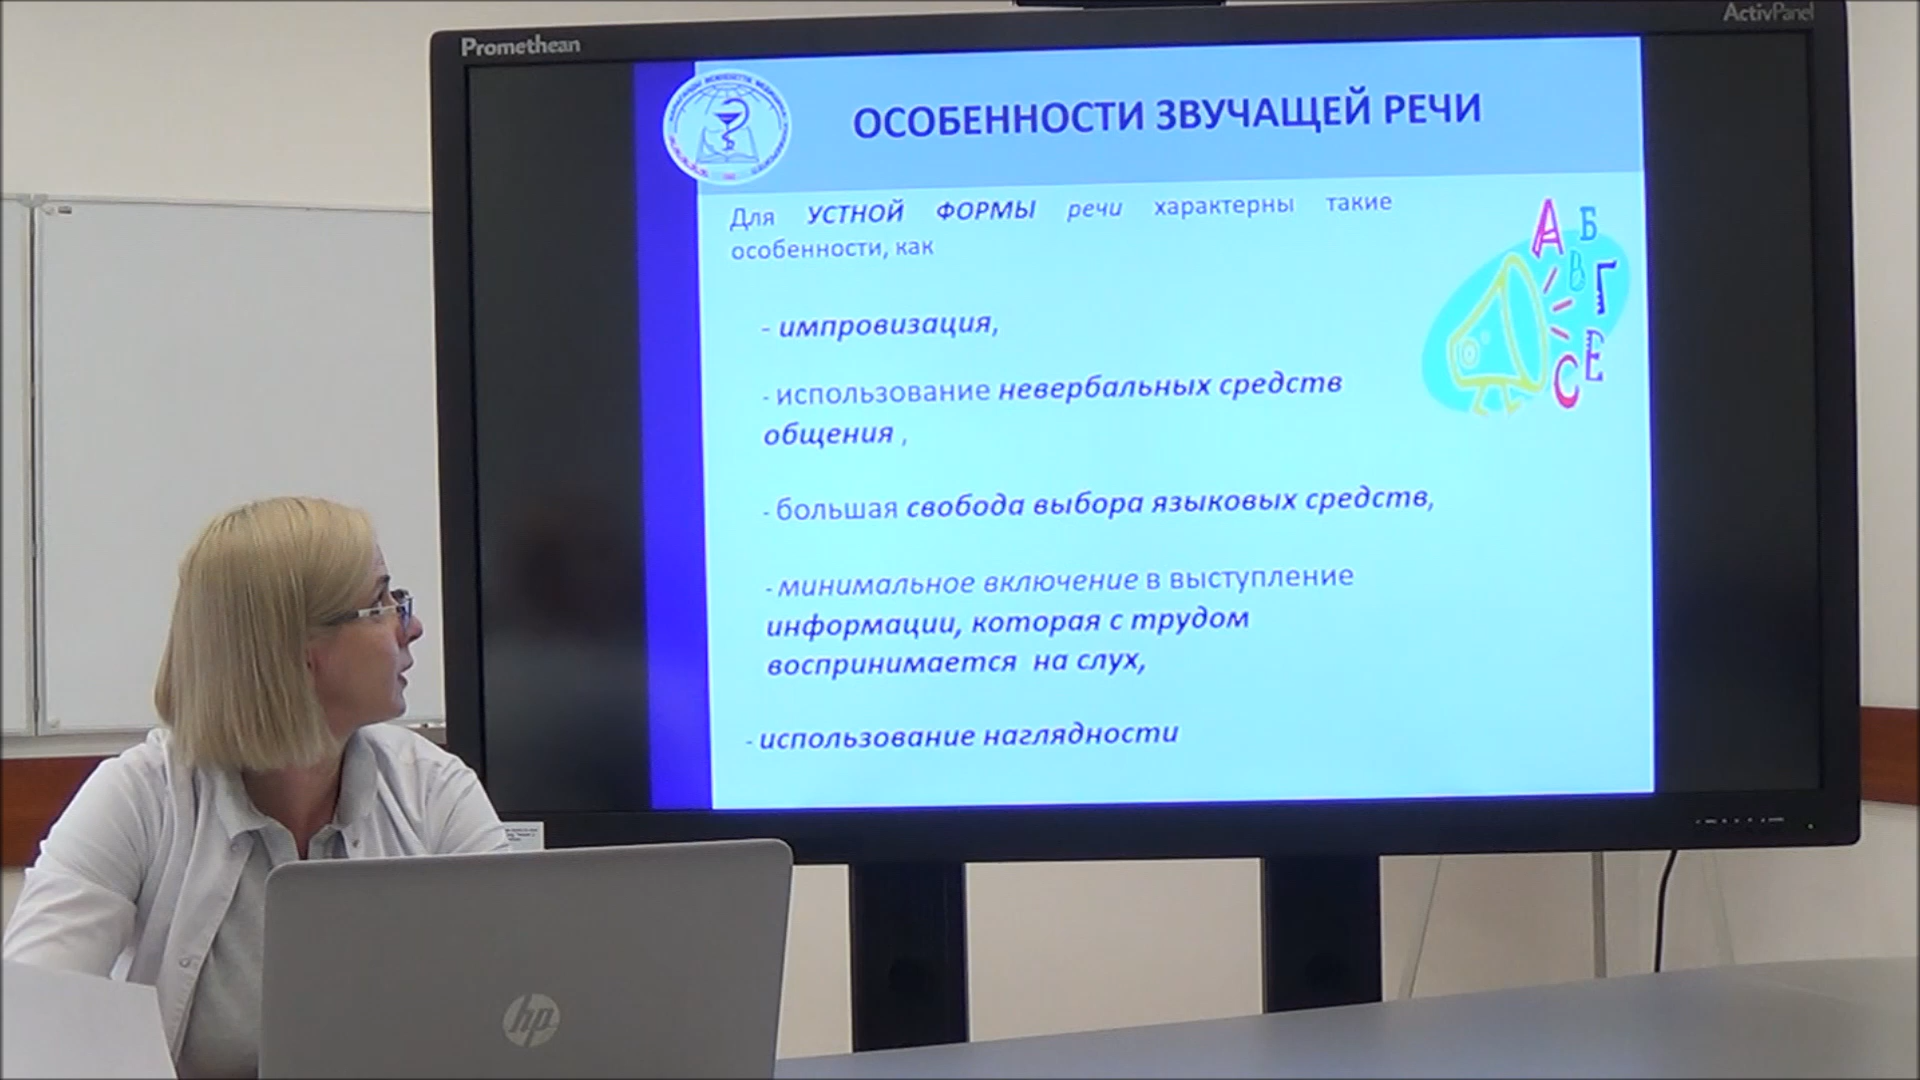 Promethean
ActivPanel
ОСОБЕННОСТИ ЗВУЧАЩЕЙ РЕЧИ
Для УСТНОЙ ФОРМЫ речи характерны такие
особенности, как
- импровизация,
- использование невербальных средств
общения ,
- большая свобода выбора языковых средств,
- минимальное включение в выступление
информации, которая с трудом
воспринимается на слух,
- использование наглядности
А Б
В Г
Е
С
hp